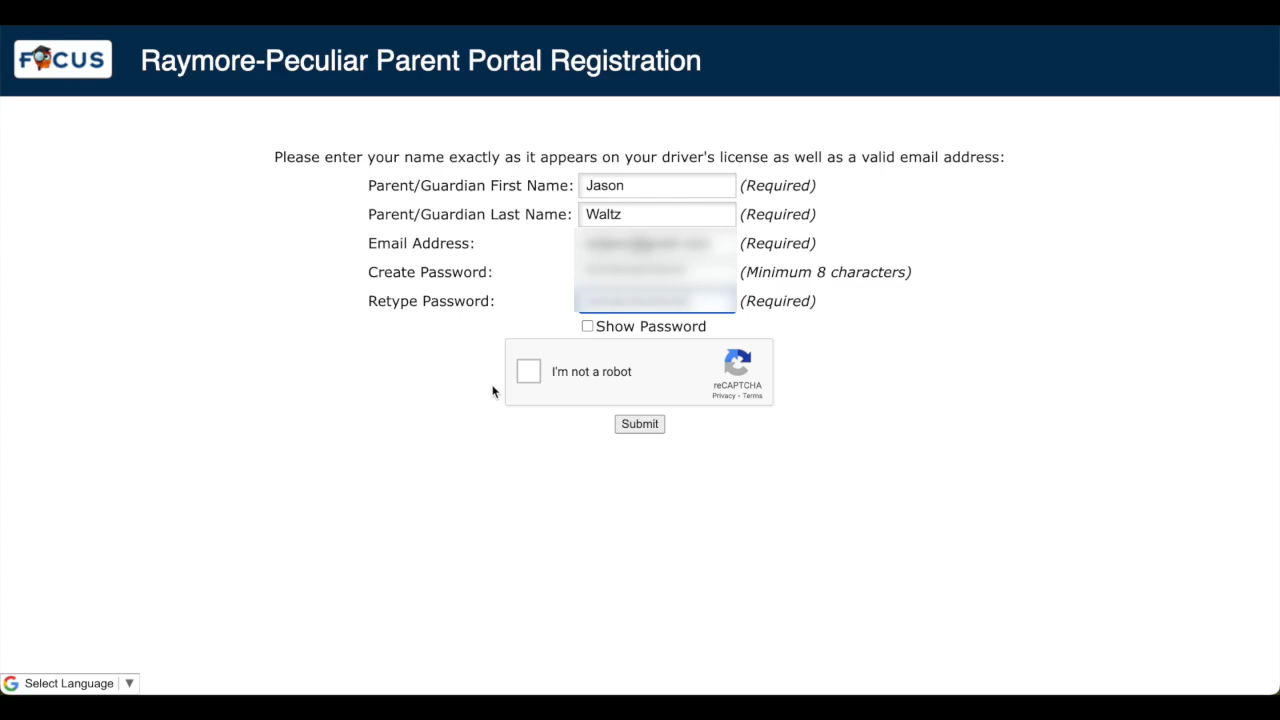 FOCUS Raymore-Peculiar Parent Portal Registration
Please enter your name exactly as it appears on your driver's license as well as a valid email address:
Parent/Guardian First Name: Jason (Required)
Parent/Guardian Last Name: Waltz (Required)
Email Address: (Required)
Create Password: (Minimum 8 characters)
Retype Password: (Required)
Show Password
I'm not a robot
reCAPTCHA
Privacy - Terms
Submit
Select Language ▼